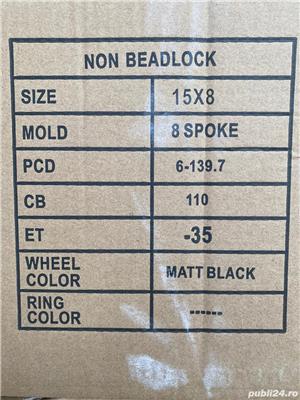 NON BEADLOCK
SIZE 15X8
MOLD 8 SPOKE
PCD 6-139.7
CB 110
ET -35
WHEEL COLOR MATT BLACK
RING COLOR ------
publi24.ro